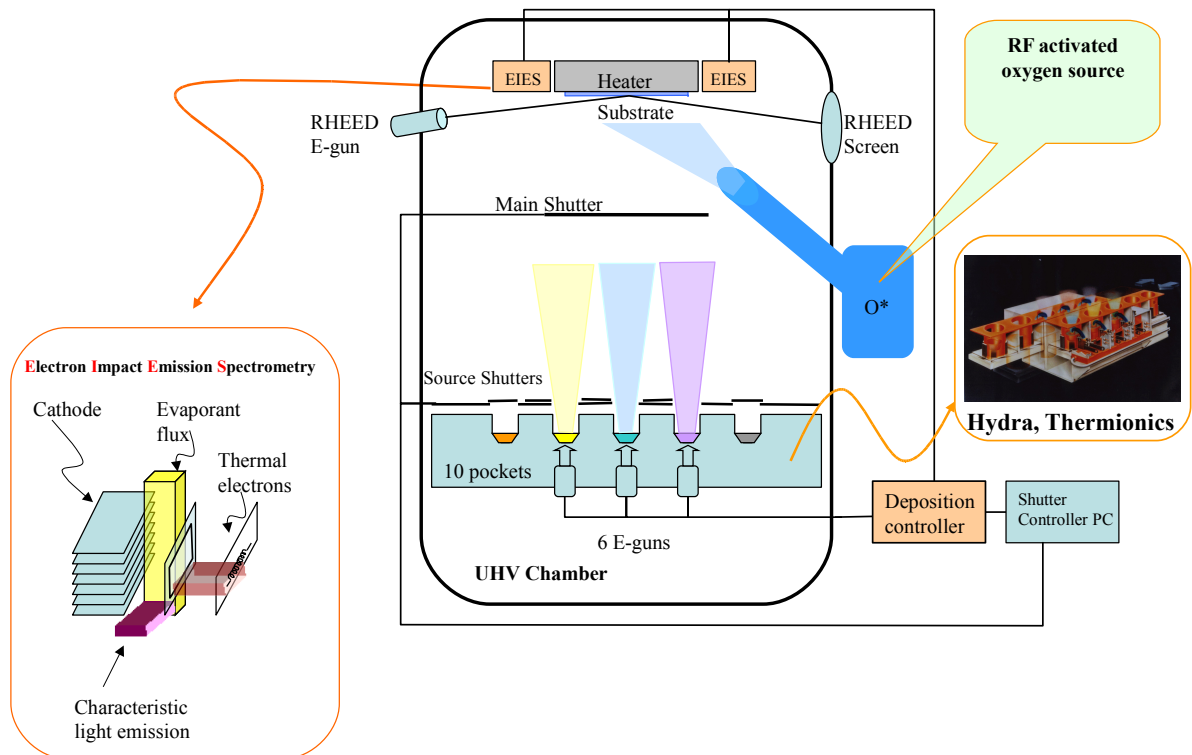 RF activated
oxygen source
EIES
Heater
EIES
Substrate
RHEED
E-gun
RHEED
Screen
Main Shutter
O*
Electron Impact Emission Spectrometry
Cathode
Evaporant
flux
Thermal
electrons
Characteristic
light emission
Source Shutters
10 pockets
6 E-guns
UHV Chamber
Hydra, Thermionics
Deposition
controller
Shutter
Controller PC